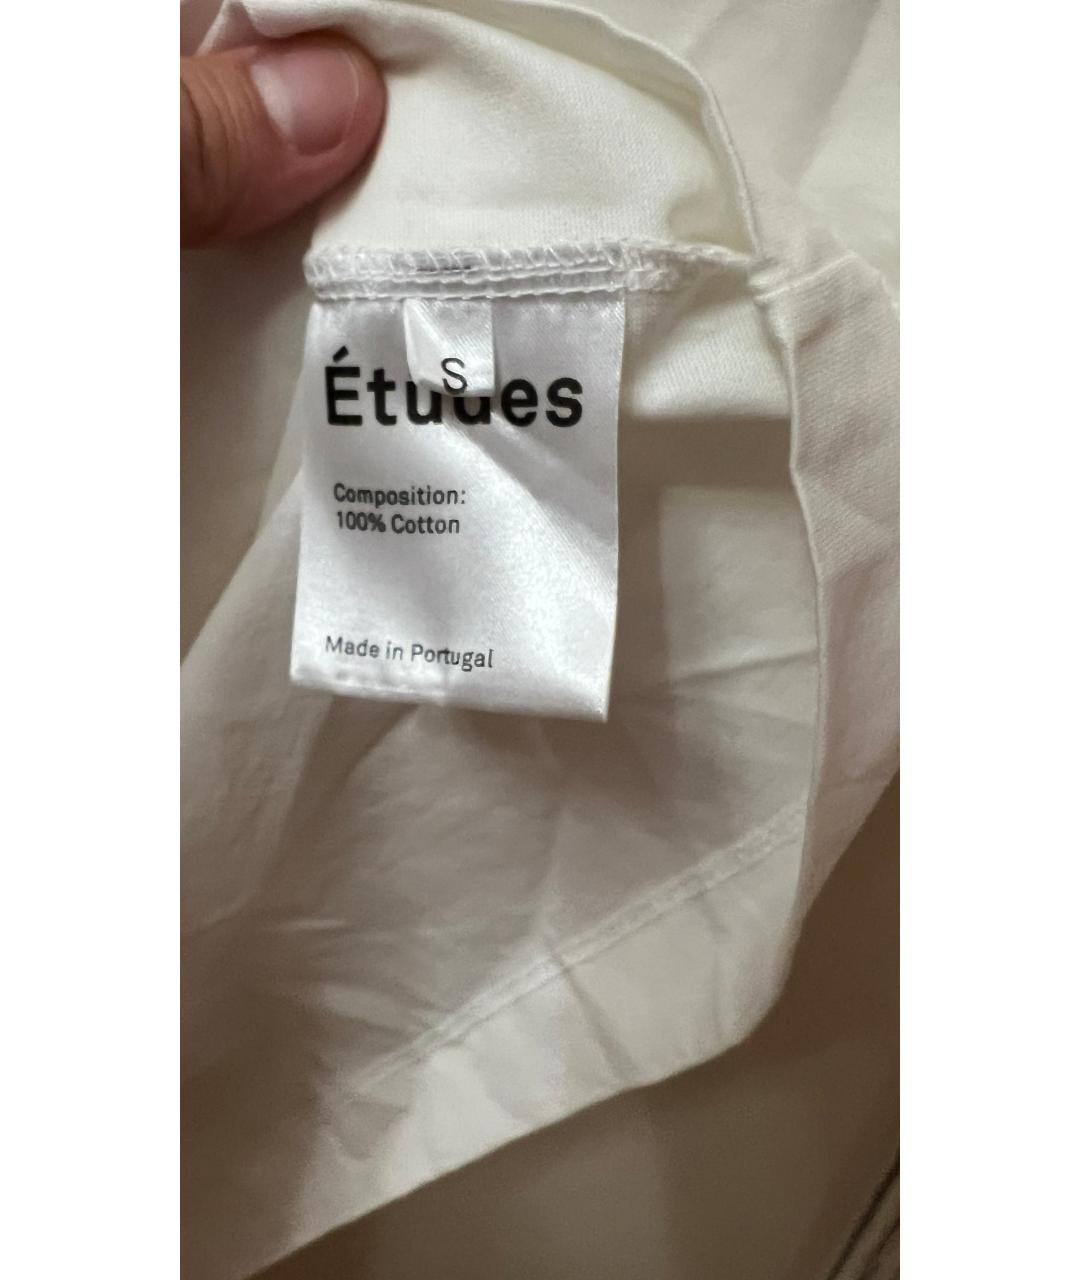 S
Études
Composition:
100% Cotton
Made in Portugal